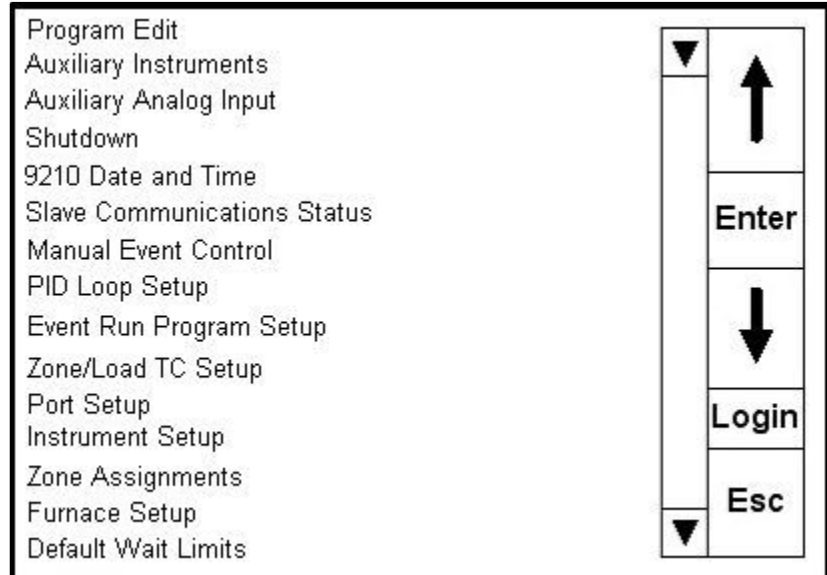 Program Edit
Auxiliary Instruments
Auxiliary Analog Input
Shutdown
9210 Date and Time
Slave Communications Status
Manual Event Control
PID Loop Setup
Event Run Program Setup
Zone/Load TC Setup
Port Setup
Instrument Setup
Zone Assignments
Furnace Setup
Default Wait Limits
Enter
Login
Esc